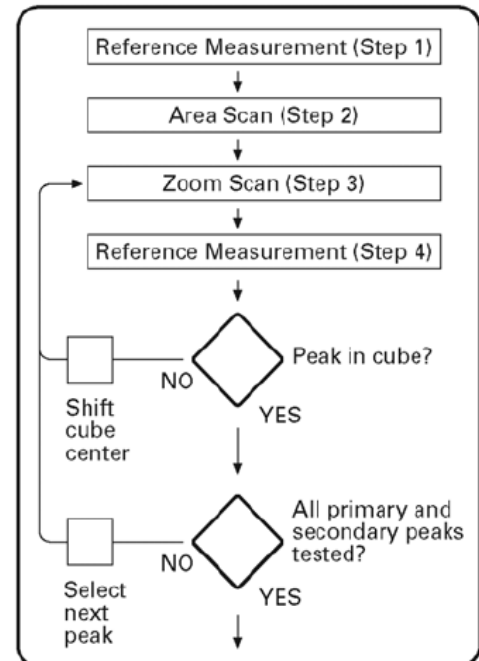 Reference Measurement (Step 1)
Area Scan (Step 2)
Zoom Scan (Step 3)
Reference Measurement (Step 4)
Peak in cube?
NO
YES
Shift
cube
center
All primary and
secondary peaks
tested?
NO
YES
Select
next
peak